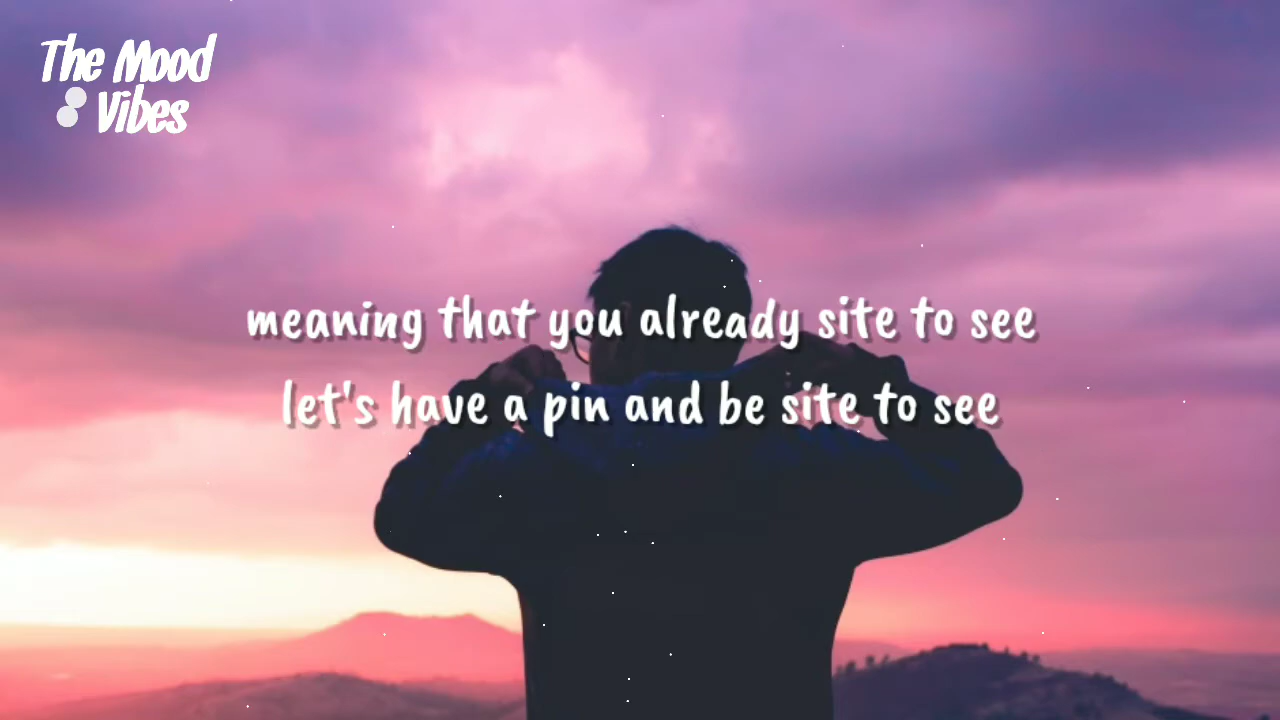 The Mood
Vibes
meaning that you already site to see
let's have a pin and be site to see